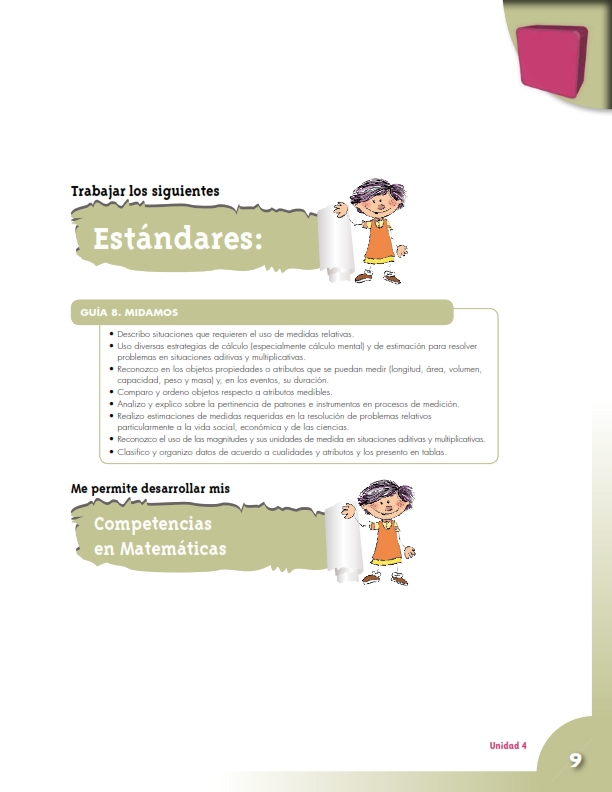 Trabajar los siguientes
Estándares:
GUÍA 8. MIDAMOS
• Describo situaciones que requieren el uso de medidas relativas.
• Uso diversas estrategias de cálculo (especialmente cálculo mental) y de estimación para resolver
problemas en situaciones aditivas y multiplicativas.
• Reconozco en los objetos propiedades o atributos que se puedan medir (longitud, área, volumen,
capacidad, peso y masa) y, en los eventos, su duración.
• Comparo y ordeno objetos respecto a atributos medibles.
• Analizo y explico sobre la pertinencia de patrones e instrumentos en procesos de medición.
• Realizo estimaciones de medidas requeridas en la resolución de problemas relativos
particularmente a la vida social, económica y de las ciencias.
• Reconozco el uso de las magnitudes y sus unidades de medida en situaciones aditivas y multiplicativas.
• Clasifico y organizo datos de acuerdo a cualidades y atributos y los presento en tablas.
Me permite desarrollar mis
Competencias
en Matemáticas
Unidad 4
9